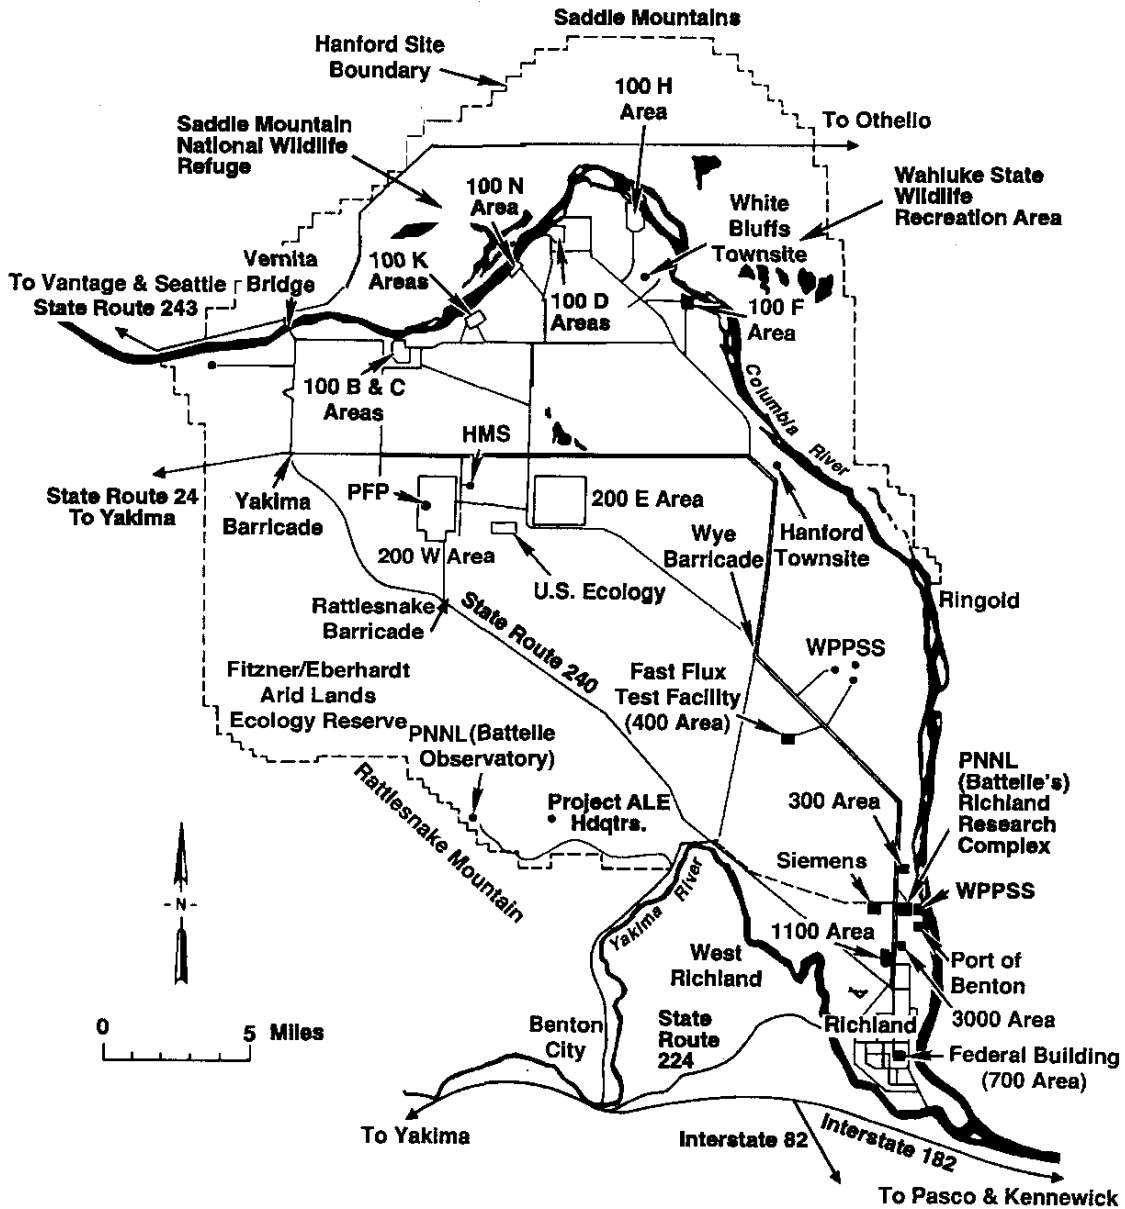 Saddle Mountains
Hanford Site
Boundary
100 H
Area
To Othello
Saddle Mountain
National Wildlife
Refuge
100 N
Area
White
Bluffs
Townsite
Wahluke State
Wildlife
Recreation Area
Vernita
Bridge
100 K
Areas
To Vantage & Seattle
State Route 243
100 D
Areas
100 F
Area
100 B & C
Areas
Columbia River
HMS
State Route 24
To Yakima
Yakima
Barricade
PFP
200 E Area
200 W Area
Wye
Barricade
Hanford
Townsite
U.S. Ecology
Ringold
Rattlesnake
Barricade
State Route 240
WPPSS
Fitzner/Eberhardt
Arid Lands
Ecology Reserve
Fast Flux
Test Facility
(400 Area)
PNNL (Battelle
Observatory)
Rattlesnake Mountain
Project ALE
Hdqtrs.
300 Area
PNNL
(Battelle's)
Richland
Research
Complex
Siemens
WPPSS
N
Yakima River
1100 Area
West
Richland
Port of
Benton
3000 Area
0 5 Miles
Benton
City
State
Route
224
Richland
Federal Building
(700 Area)
To Yakima
Interstate 82
Interstate 182
To Pasco & Kennewick